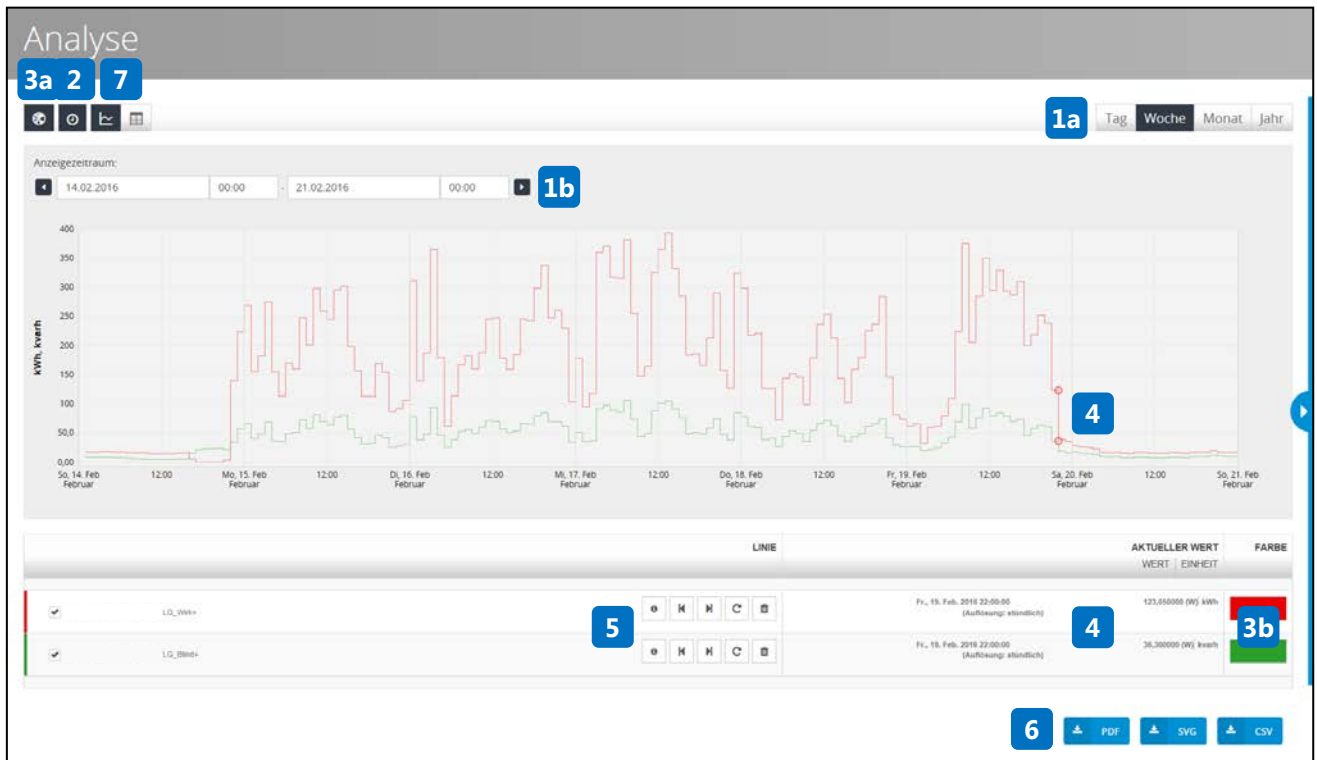 Analyse
3a 2 7
1a Tag Woche Monat Jahr
Anzeigezeitraum:
14.02.2016 00:00 - 21.02.2016 00:00 1b
400
350
300
250
200
150
100
50,0
0,00
kWh, kvarh
4
So, 14. Feb 12:00 Mo, 15. Feb 12:00 Di, 16. Feb 12:00 Mi, 17. Feb 12:00 Do, 18. Feb 12:00 Fr, 19. Feb 12:00 Sa, 20. Feb 12:00 So, 21. Feb
Februar Februar Februar Februar Februar Februar Februar Februar
LINIE AKTUELLER WERT FARBE
WERT EINHEIT
LG_Wirk+ Fr., 19. Feb. 2016 22:00:00 123,050000 (W) kWh
(Auflösung: stündlich)
5 4 3b
LG_Blind+ Fr., 19. Feb. 2016 22:00:00 36,300000 (W) kvarh
(Auflösung: stündlich)
6 PDF SVG CSV